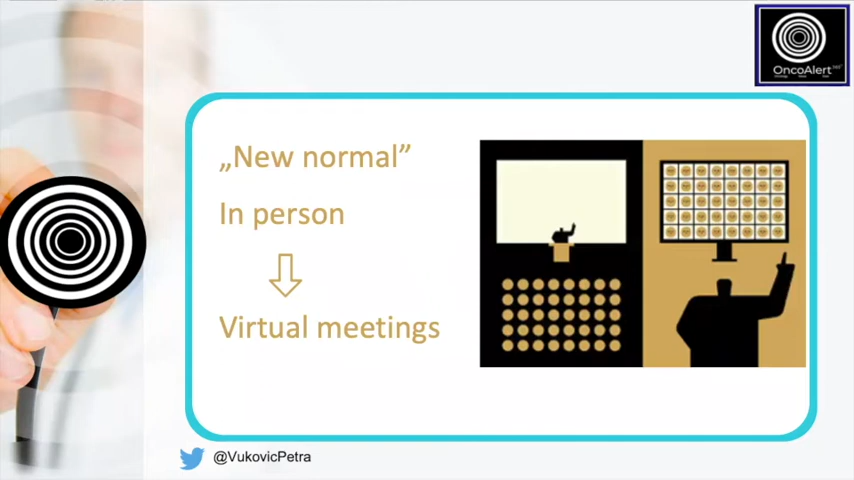 OncoAlert
„New normal”
In person
Virtual meetings
@VukovicPetra